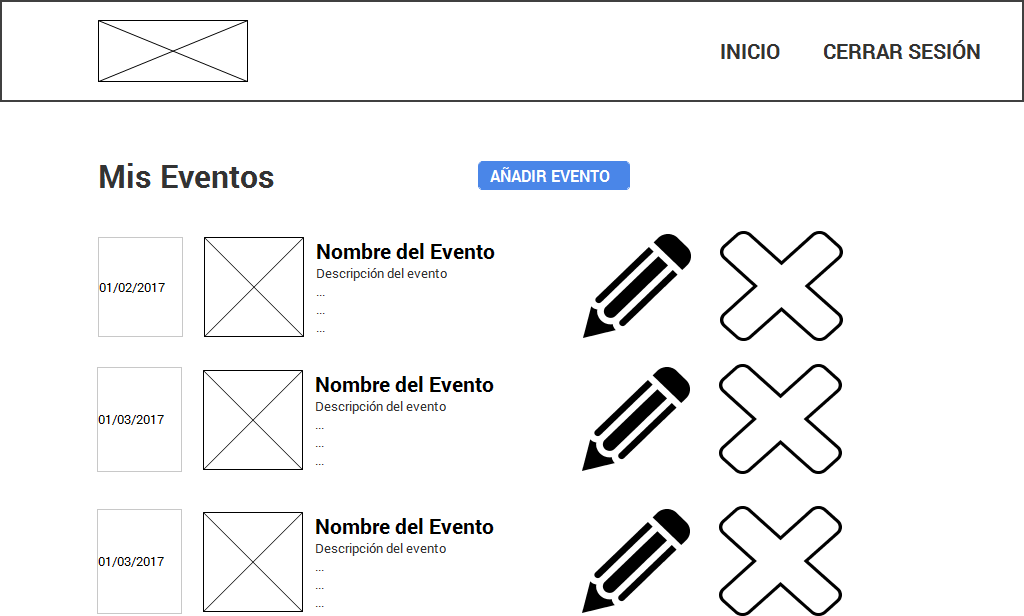 INICIO CERRAR SESIÓN
Mis Eventos AÑADIR EVENTO
01/02/2017
Nombre del Evento
Descripción del evento
...
...
...
01/03/2017
Nombre del Evento
Descripción del evento
...
...
...
01/03/2017
Nombre del Evento
Descripción del evento
...
...
...